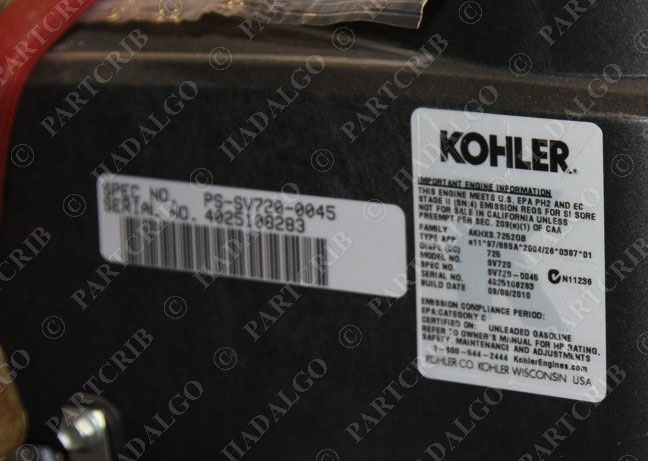 SPEC NO. PS-SV720-0045
SERIAL NO. 4025108283
KOHLER
IMPORTANT ENGINE INFORMATION
THIS ENGINE MEETS U.S. EPA PH2 AND EC
STAGE II (SN:4) EMISSION REGS FOR SI SORE
NOT FOR SALE IN CALIFORNIA UNLESS
PREEMPT PER SEC. 209(e)(1) OF CAA
FAMILY AKHXS.7252GB
TYPE APP e11*97/68SA*2004/26*0387*01
DISPL (CC) 725
MODEL NO. SV720
SPEC NO. SV720-0045
SERIAL NO. 4025108283 N11236
BUILD DATE 09/09/2010
EMISSION COMPLIANCE PERIOD:
EPA:CATEGORY C
CERTIFIED ON: UNLEADED GASOLINE
REFER TO OWNER'S MANUAL FOR HP RATING,
SAFETY, MAINTENANCE AND ADJUSTMENTS
1-800-544-2444 KohlerEngines.com
KOHLER CO. KOHLER WISCONSIN USA
© PARTCRIB
© HADALGO